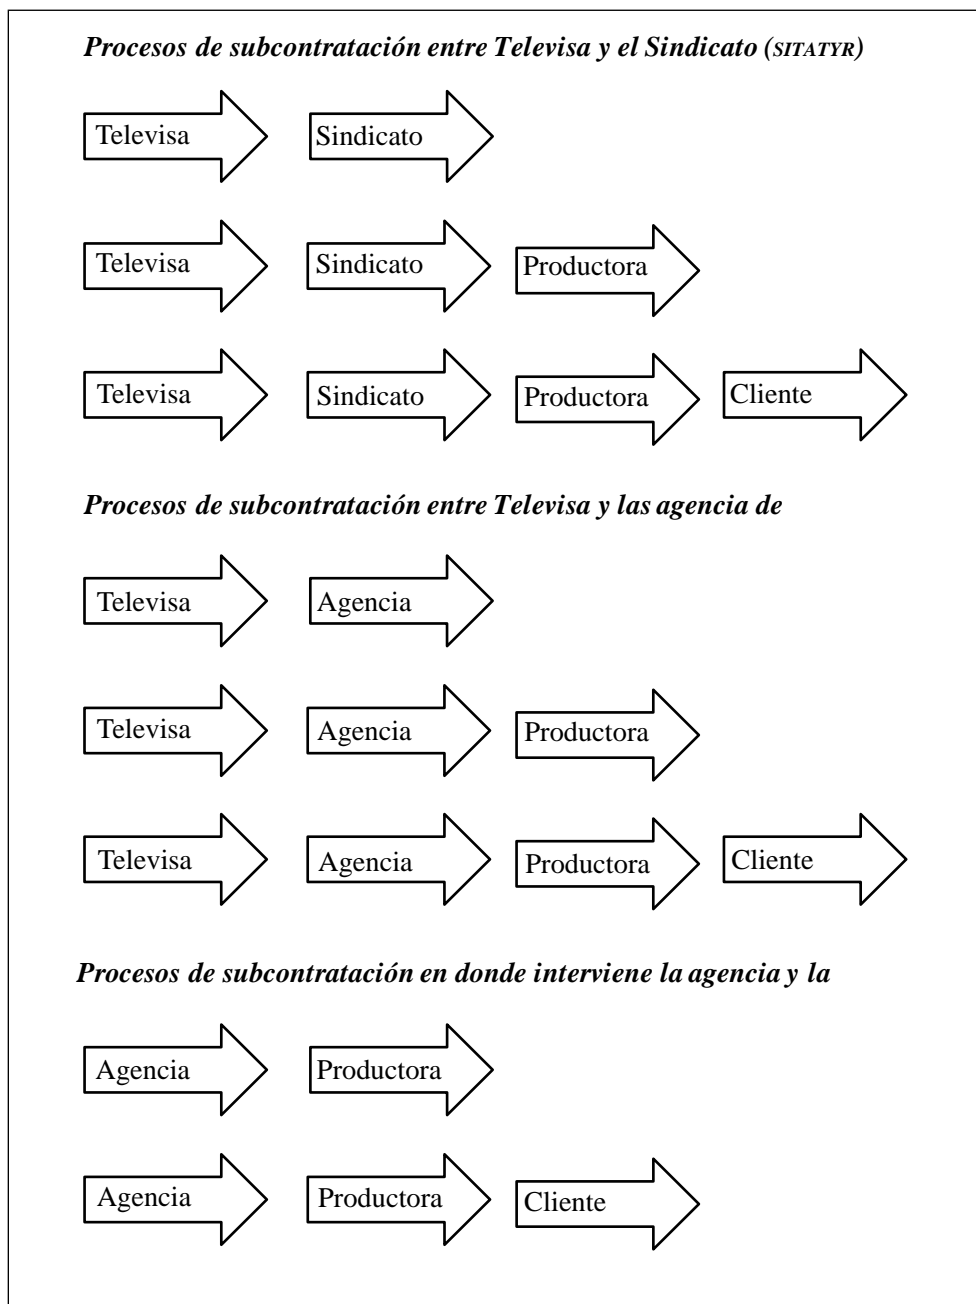 Procesos de subcontratación entre Televisa y el Sindicato (SITATYR)
Televisa Sindicato
Televisa Sindicato Productora
Televisa Sindicato Productora Cliente
Procesos de subcontratación entre Televisa y las agencia de
Televisa Agencia
Televisa Agencia Productora
Televisa Agencia Productora Cliente
Procesos de subcontratación en donde interviene la agencia y la
Agencia Productora
Agencia Productora Cliente